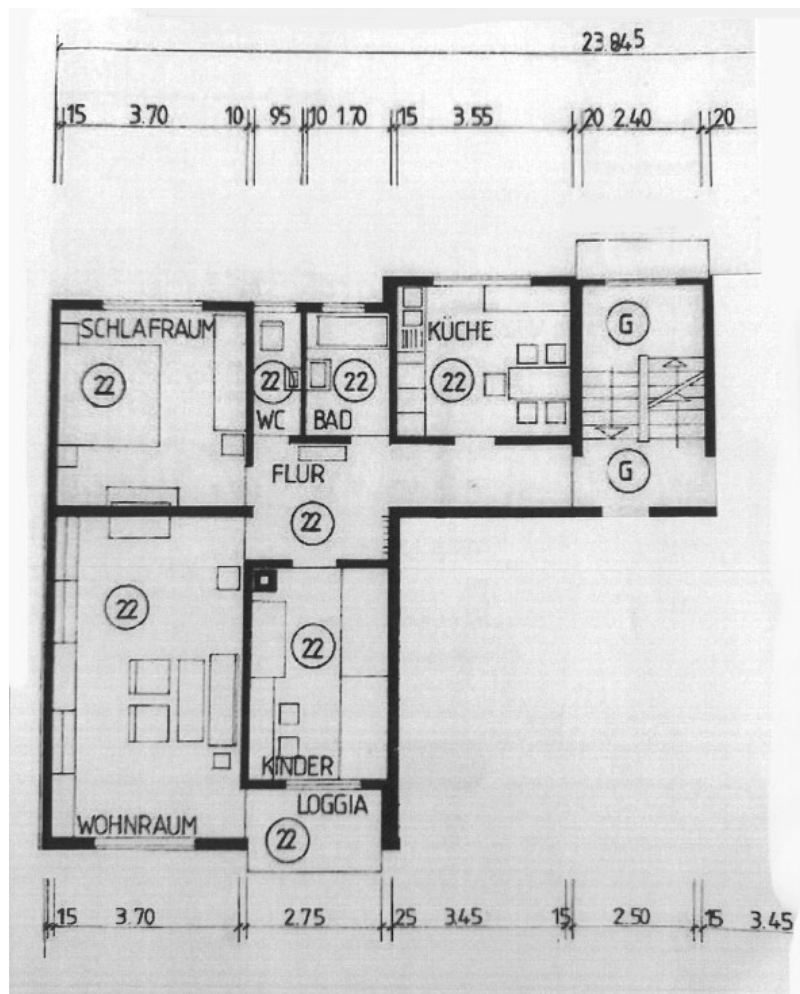 23.845
15 3.70 10 95 10 1.70 15 3.55 20 2.40 20
SCHLAFRAUM
KÜCHE
G
22
22
22
22
WC
BAD
FLUR
G
22
22
22
KINDER
LOGGIA
WOHNRAUM
22
15 3.70 2.75 25 3.45 15 2.50 15 3.45